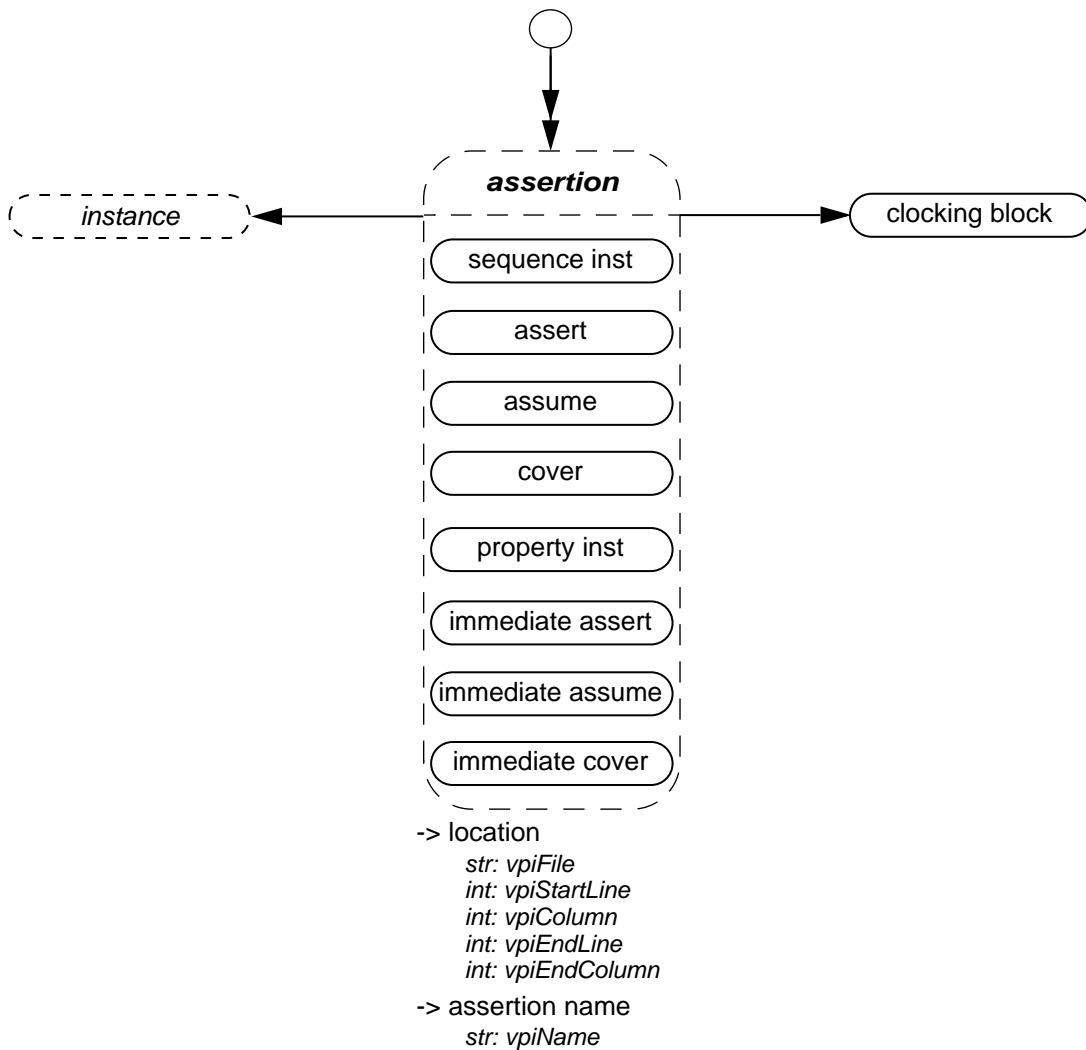 assertion
instance
clocking block
sequence inst
assert
assume
cover
property inst
immediate assert
immediate assume
immediate cover
-> location
str: vpiFile
int: vpiStartLine
int: vpiColumn
int: vpiEndLine
int: vpiEndColumn
-> assertion name
str: vpiName